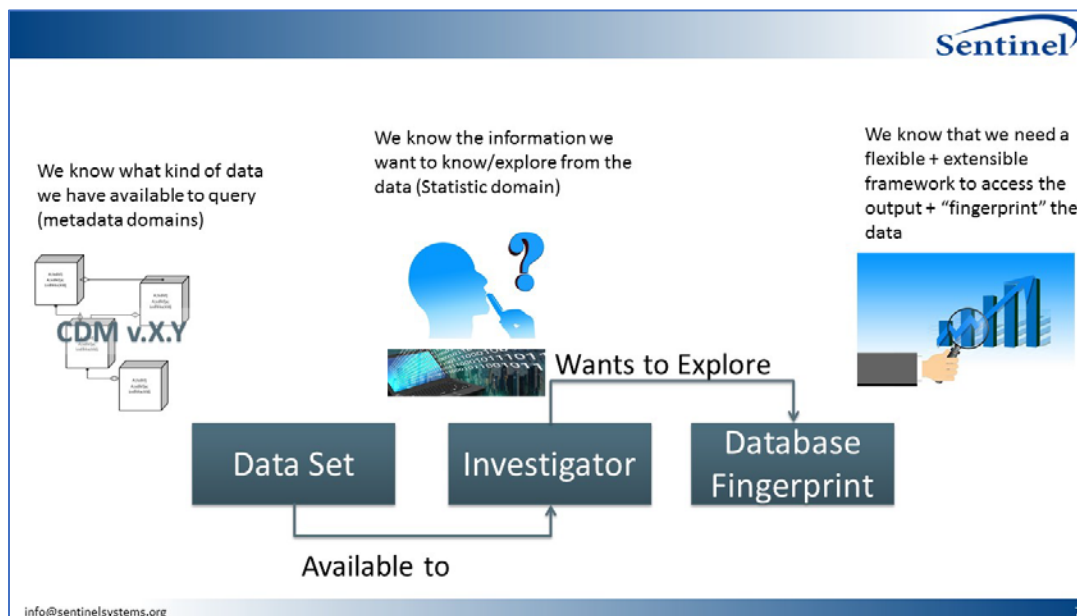 Sentinel
We know what kind of data
we have available to query
(metadata domains)
CDM v.X.Y
We know the information we
want to know/explore from the
data (Statistic domain)
?
We know that we need a
flexible + extensible
framework to access the
output + “fingerprint” the
data
Wants to Explore
Data Set
Investigator
Database
Fingerprint
Available to
info@sentinelsystems.org